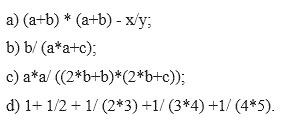 a) (a+b) * (a+b) - x/y;
b) b/ (a*a+c);
c) a*a/ ((2*b+b)*(2*b+c));
d) 1+ 1/2 + 1/ (2*3) +1/ (3*4) +1/ (4*5).